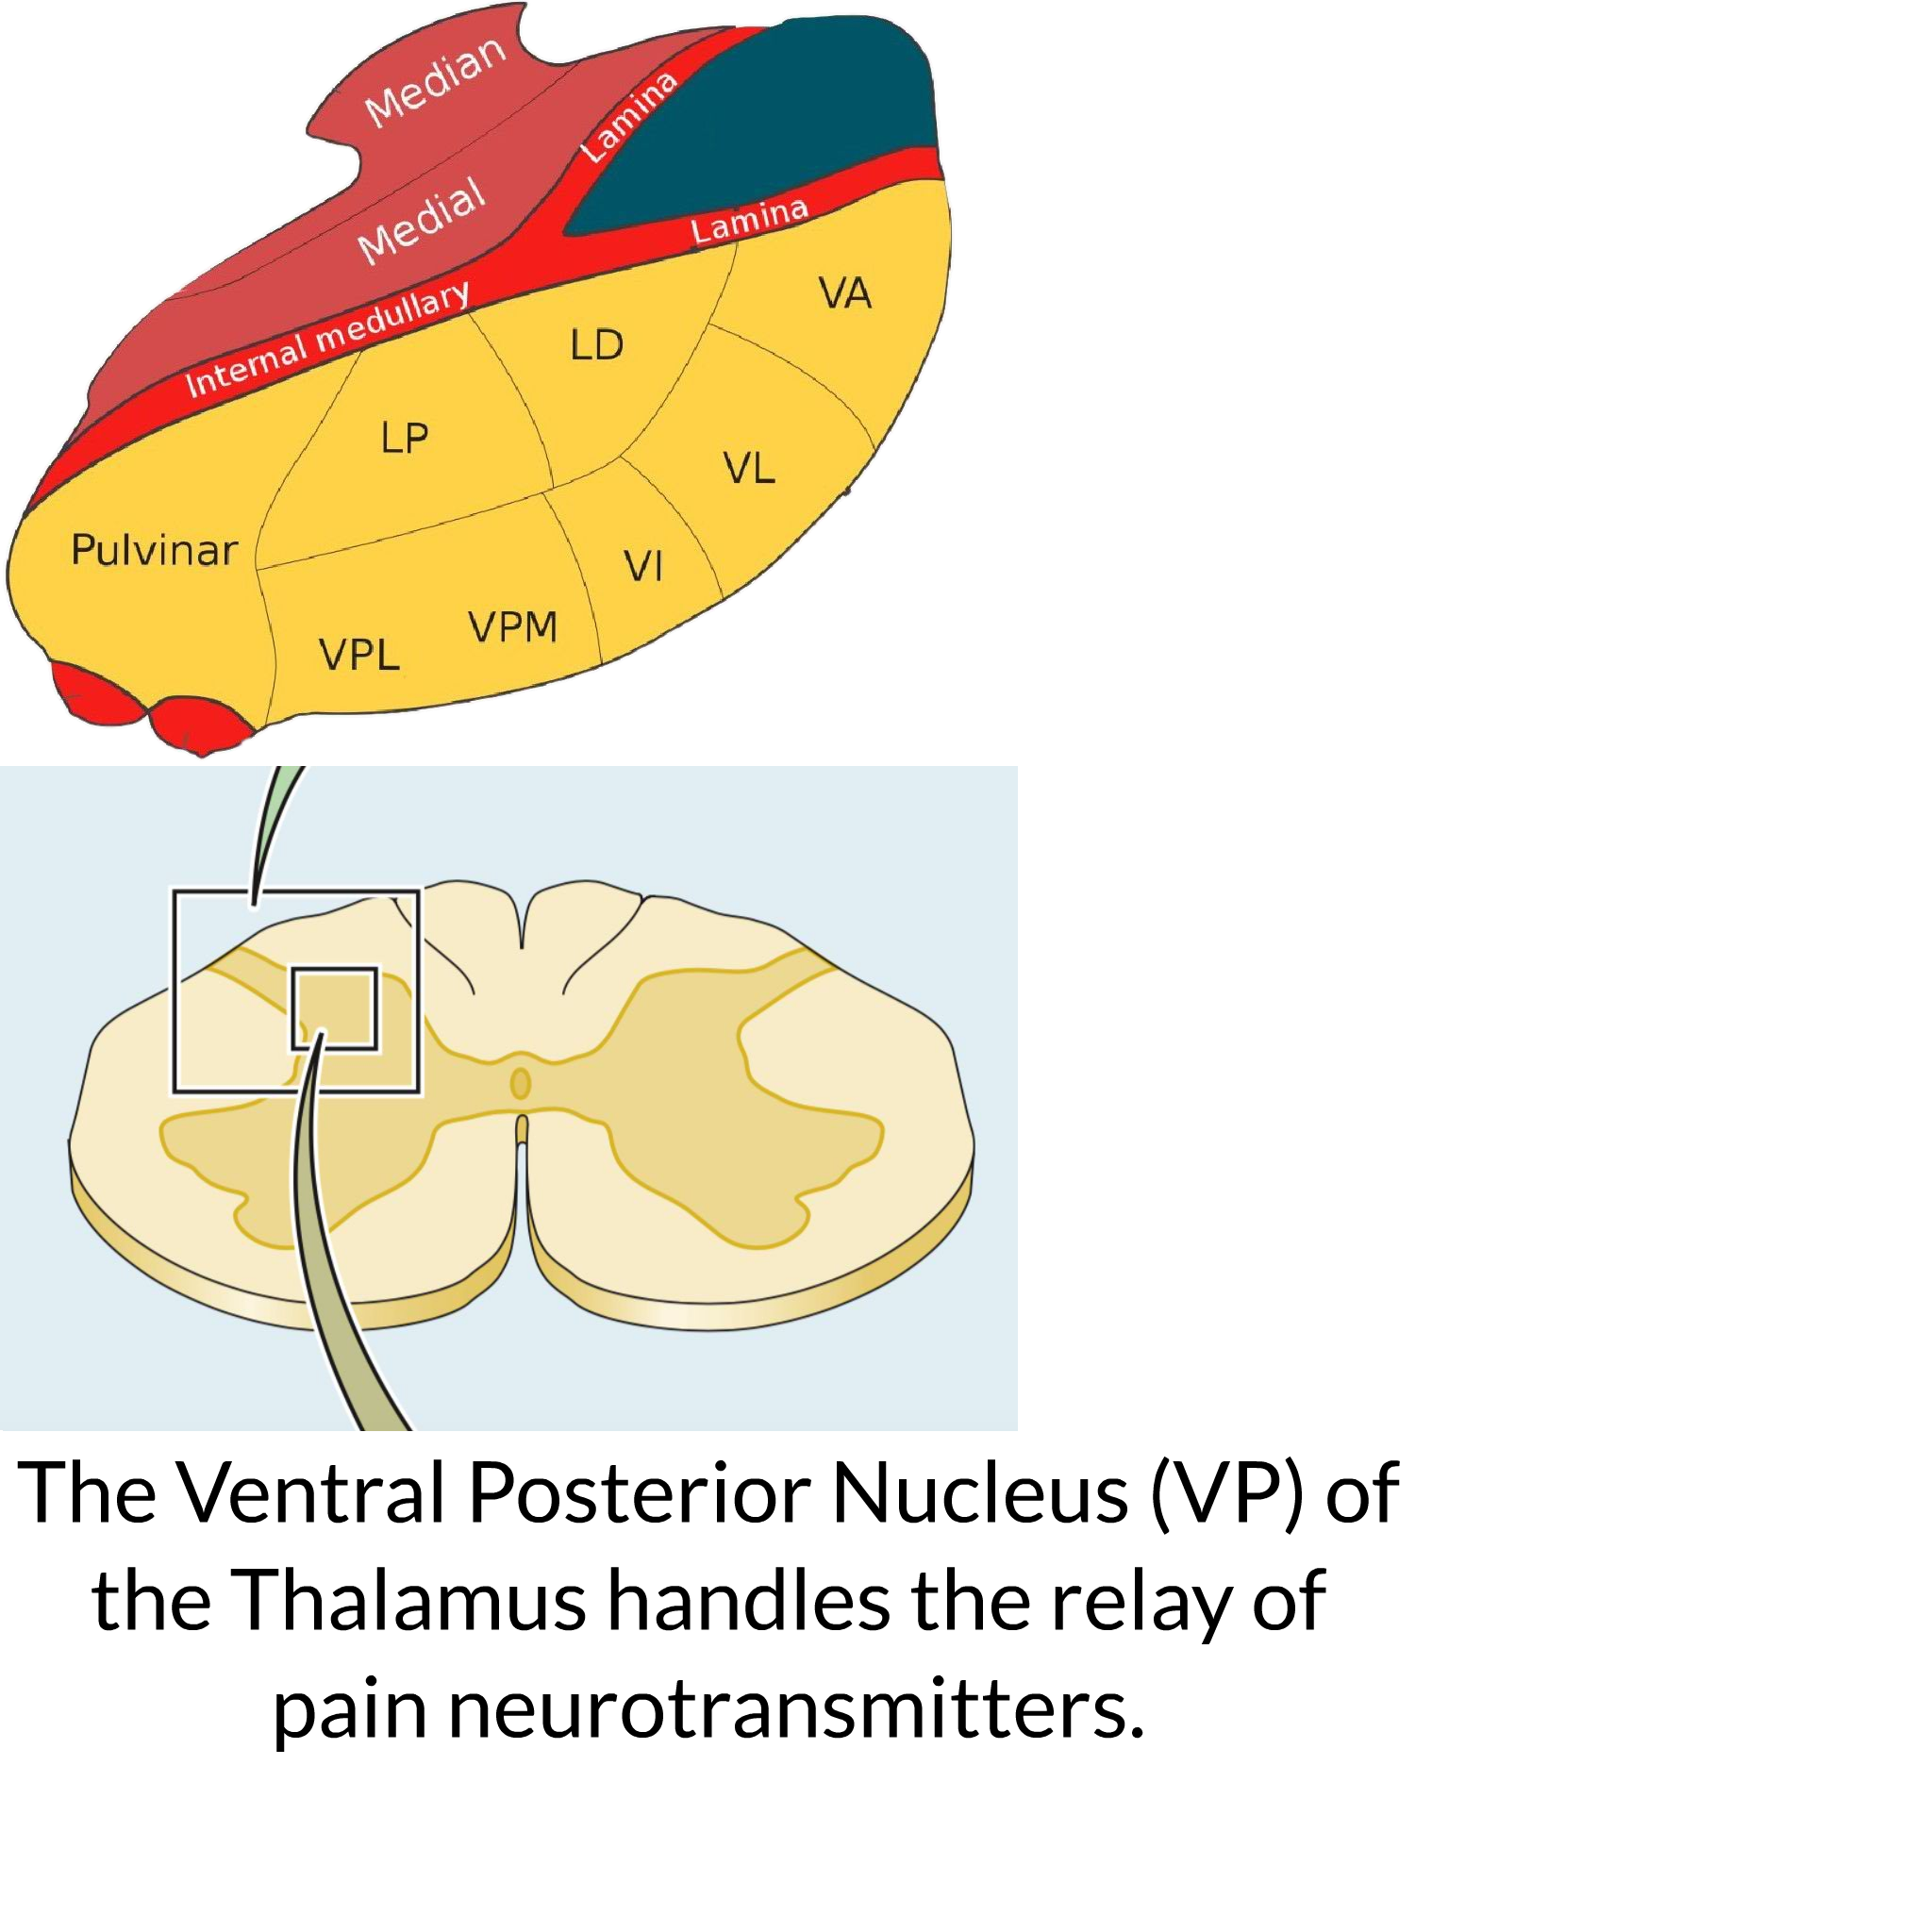 Median
Lamina
Medial
Lamina
Internal medullary
VA
LD
LP
VL
Pulvinar
VI
VPM
VPL
The Ventral Posterior Nucleus (VP) of
the Thalamus handles the relay of
pain neurotransmitters.